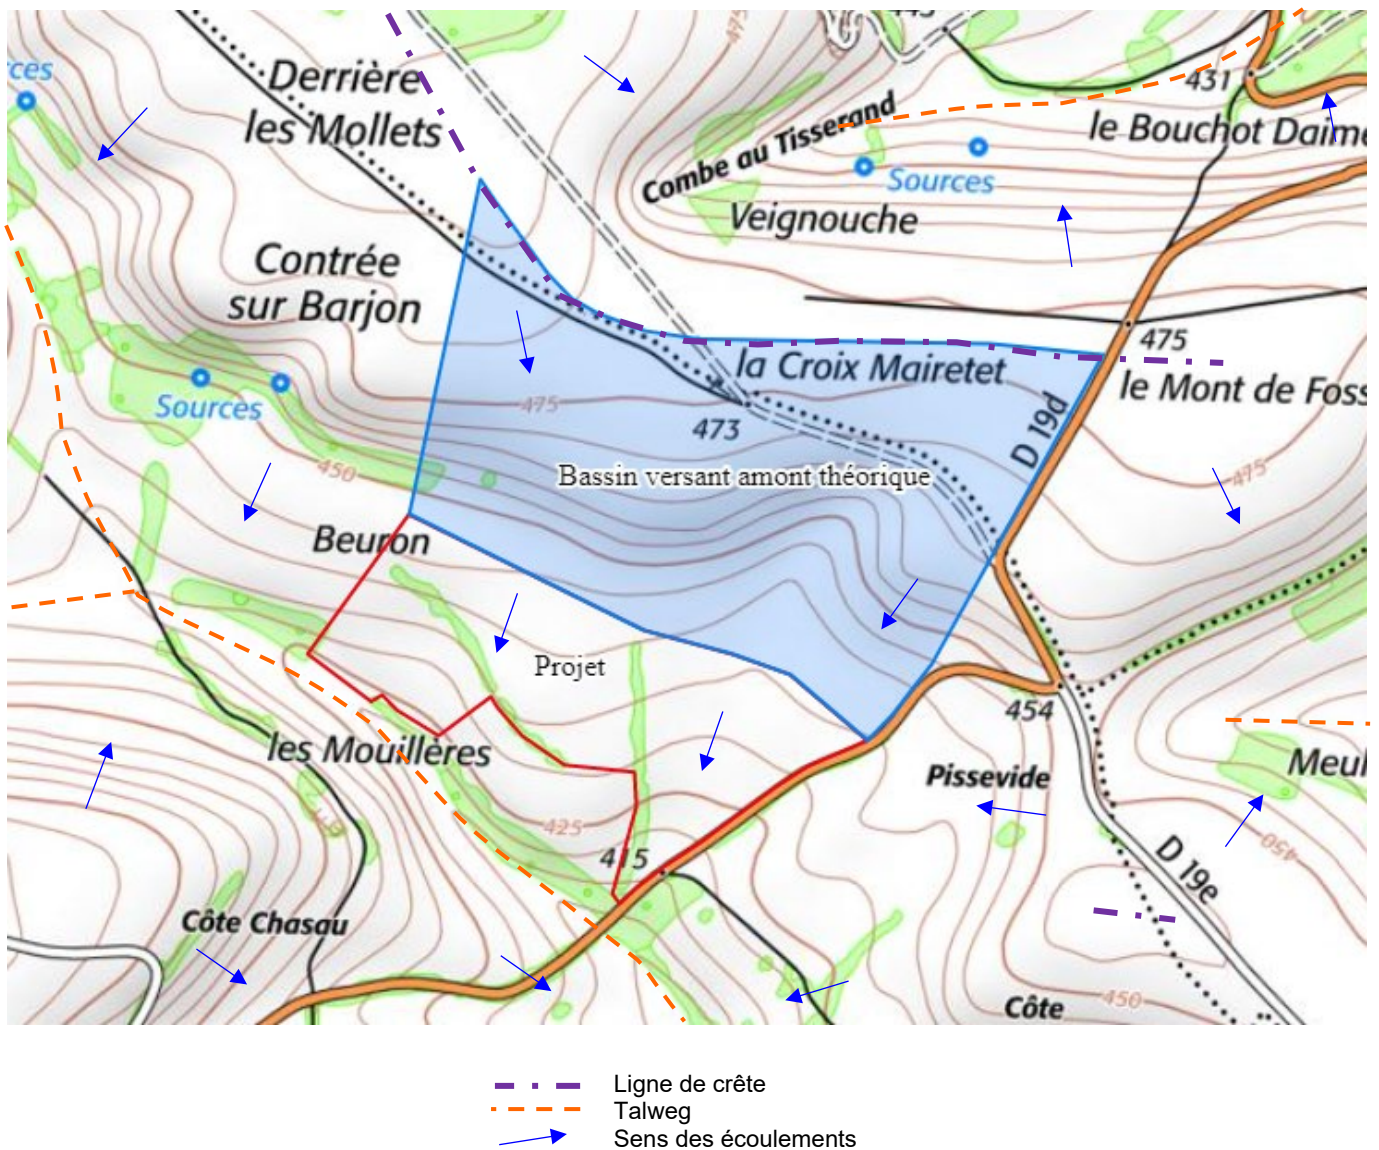 475
Derrière
les Mollets
431
le Bouchot Daime
Combe au Tisserand
Sources
Veignouche
Contrée
sur Barjon
475
la Croix Mairetet
le Mont de Foss
D 19d
Sources
475
473
450
475
Bassin versant amont théorique
Beuron
Projet
454
les Mouillères
Pissevide
Meul
425
415
450
D 19e
Côte Chasau
450
Côte
Ligne de crête
Talweg
Sens des écoulements